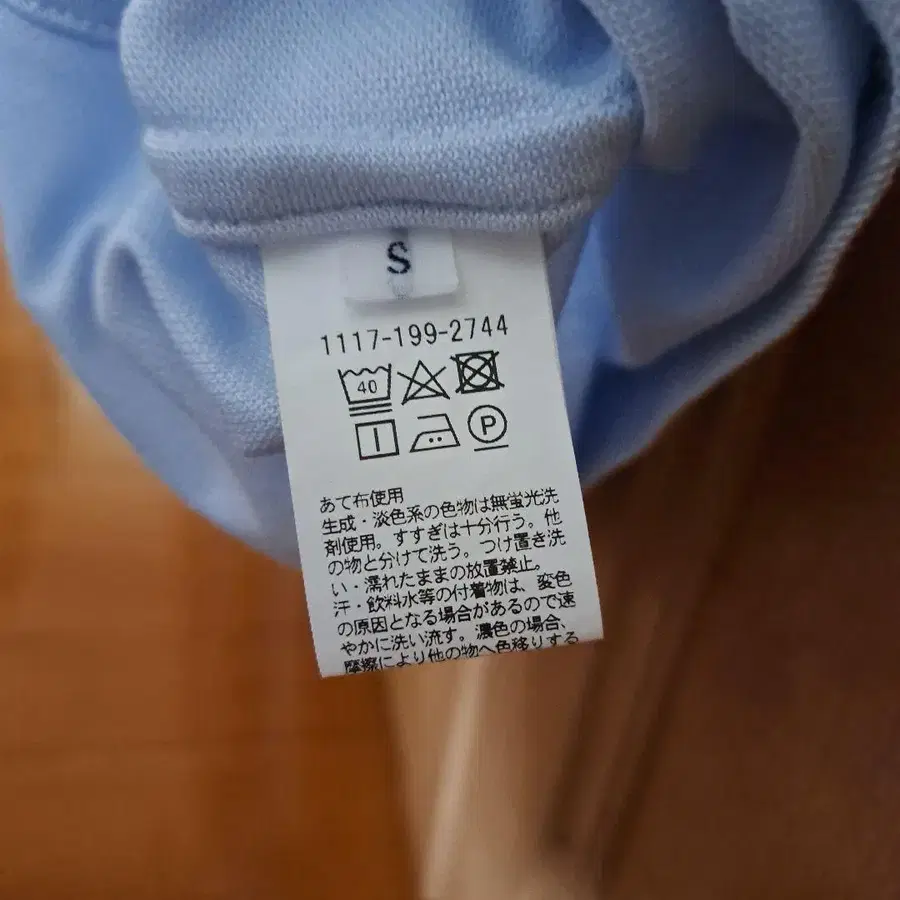 S
1117-199-2744
40
P
あて布使用
生成・淡色系の色物は無蛍光洗
剤使用。すすぎは十分行う。他
の物と分けて洗う。つけ置き洗
い・濡れたままの放置禁止。
汗・飲料水等の付着物は、変色
の原因となる場合があるので速
やかに洗い流す。濃色の場合、
摩擦により他の物へ色移りする